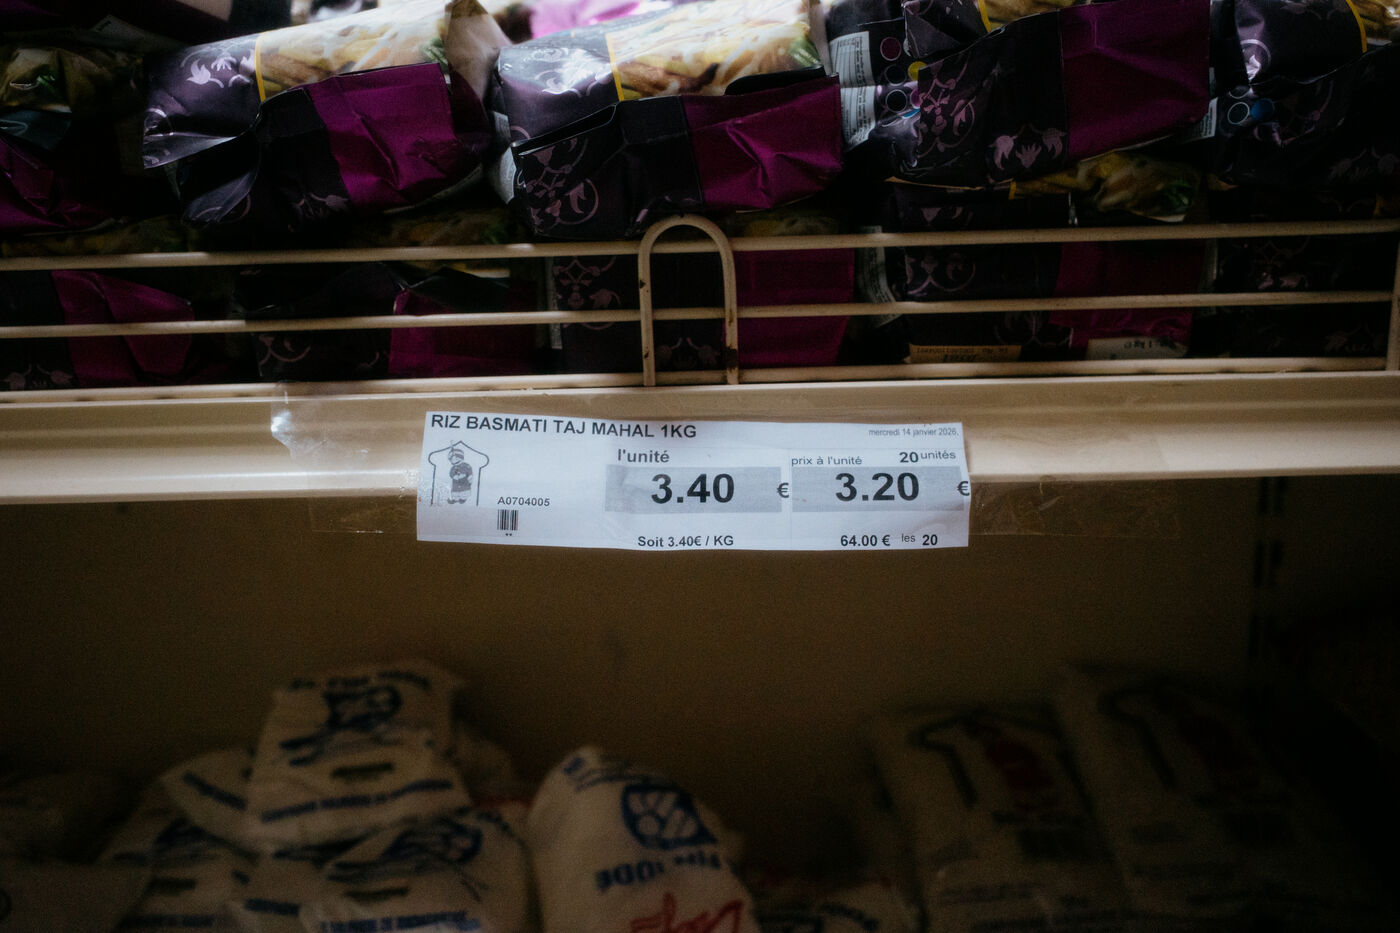 RIZ BASMATI TAJ MAHAL 1KG
mercredi 14 janvier 2026,
l'unité
prix à l'unité 20 unités
3.40 €
3.20 €
A0704005
Soit 3.40€ / KG
64.00 € les 20